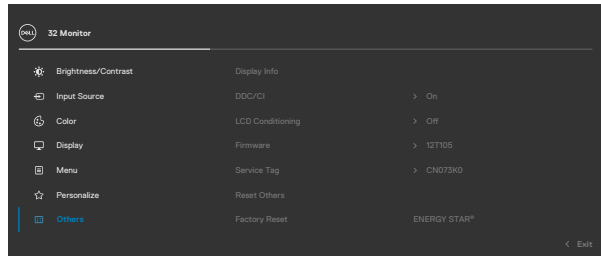 DELL
32 Monitor
Brightness/Contrast Display Info
Input Source DDC/CI > On
Color LCD Conditioning > Off
Display Firmware > 12T105
Menu Service Tag > CN073K0
Personalize Reset Others
Others Factory Reset ENERGY STAR®
< Exit